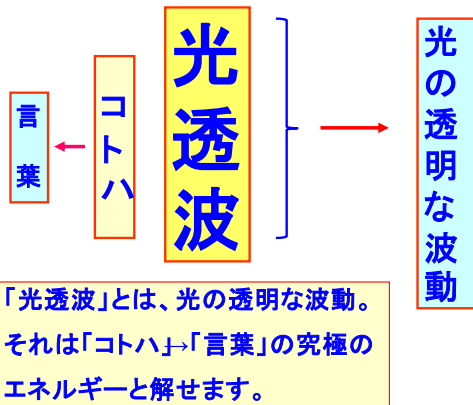 光透波
コトハ
言葉
光の透明な波動
「光透波」とは、光の透明な波動。
それは「コトハ」→「言葉」の究極の
エネルギーと解せます。